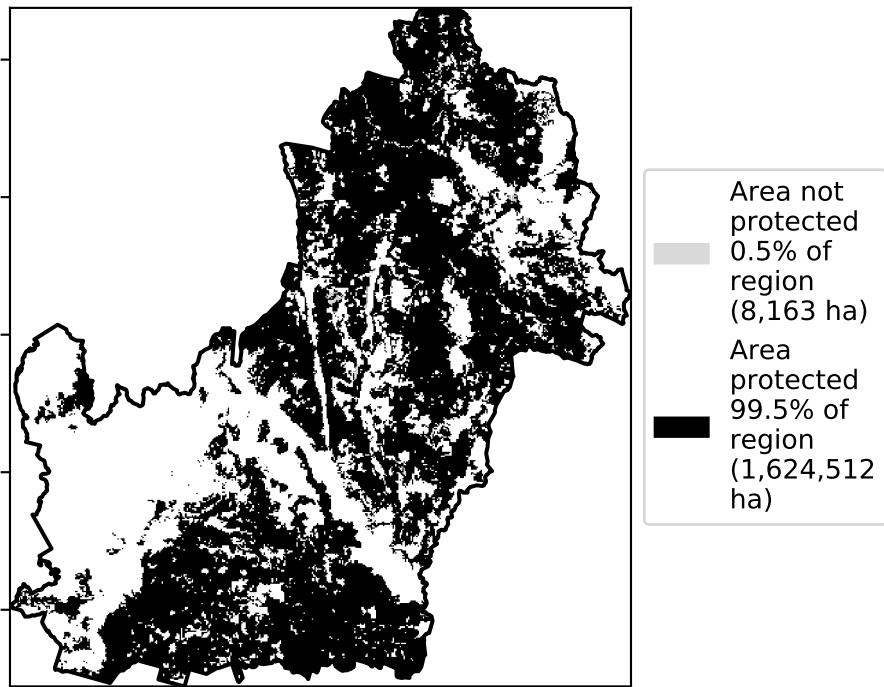 Area not
protected
0.5% of
region
(8,163 ha)
Area
protected
99.5% of
region
(1,624,512
ha)